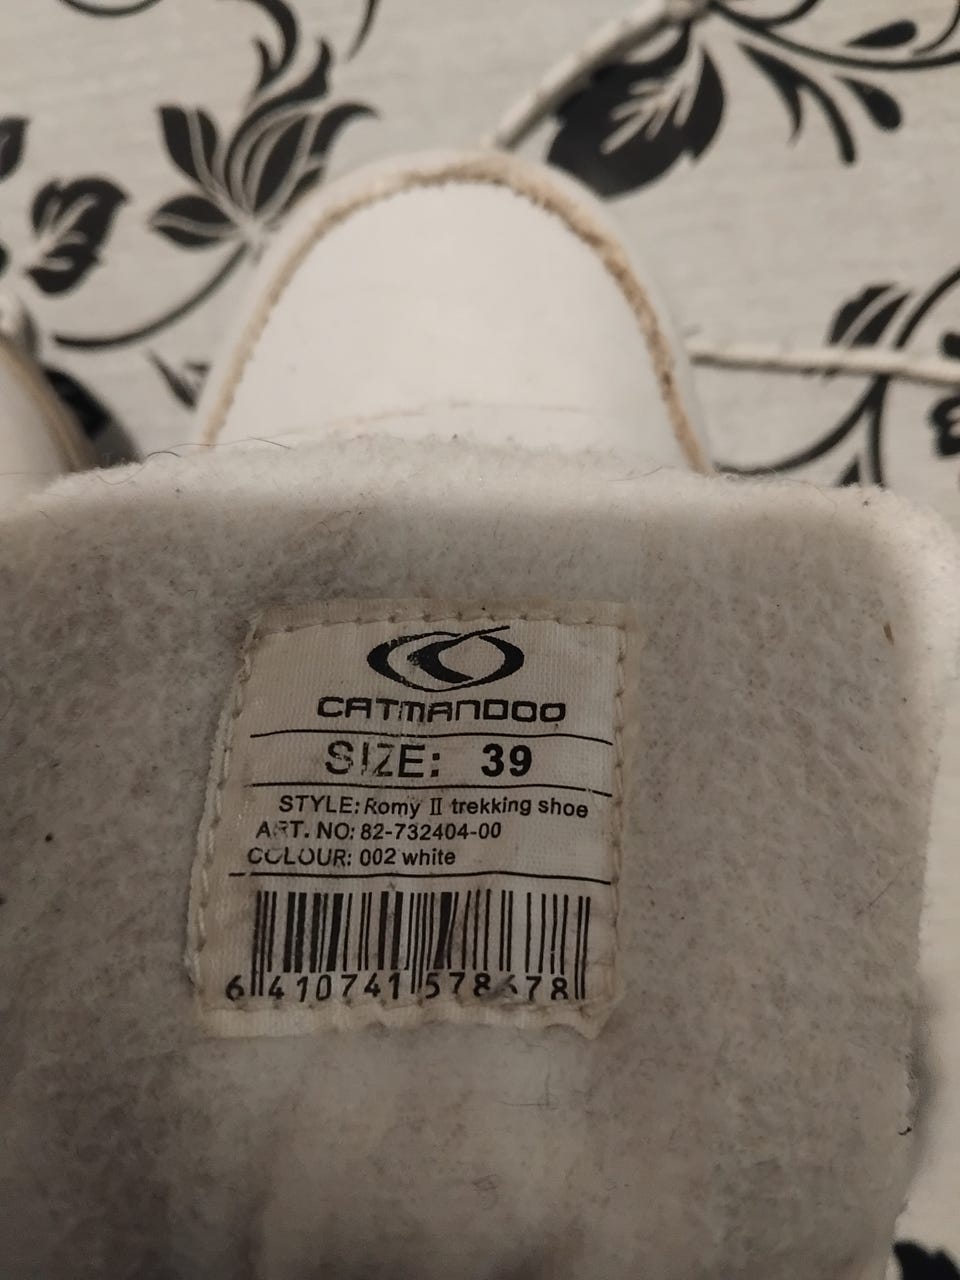 CATMANDOO
SIZE: 39
STYLE: Romy II trekking shoe
ART. NO: 82-732404-00
COLOUR: 002 white
6 410741 578678